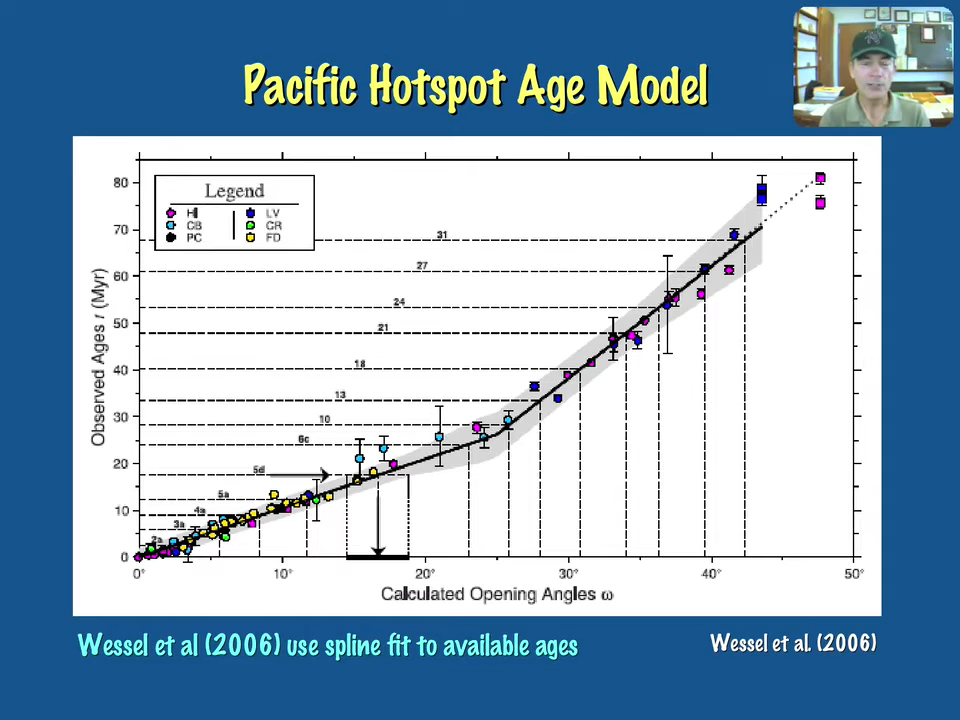 Pacific Hotspot Age Model
Legend
HI LV
CB CR
PC FD
Observed Ages t (Myr)
80
70
60
50
40
30
20
10
0
31
27
24
21
18
13
10
6c
5d
5a
4a
3a
2a
0° 10° 20° 30° 40° 50°
Calculated Opening Angles ω
Wessel et al (2006) use spline fit to available ages
Wessel et al. (2006)